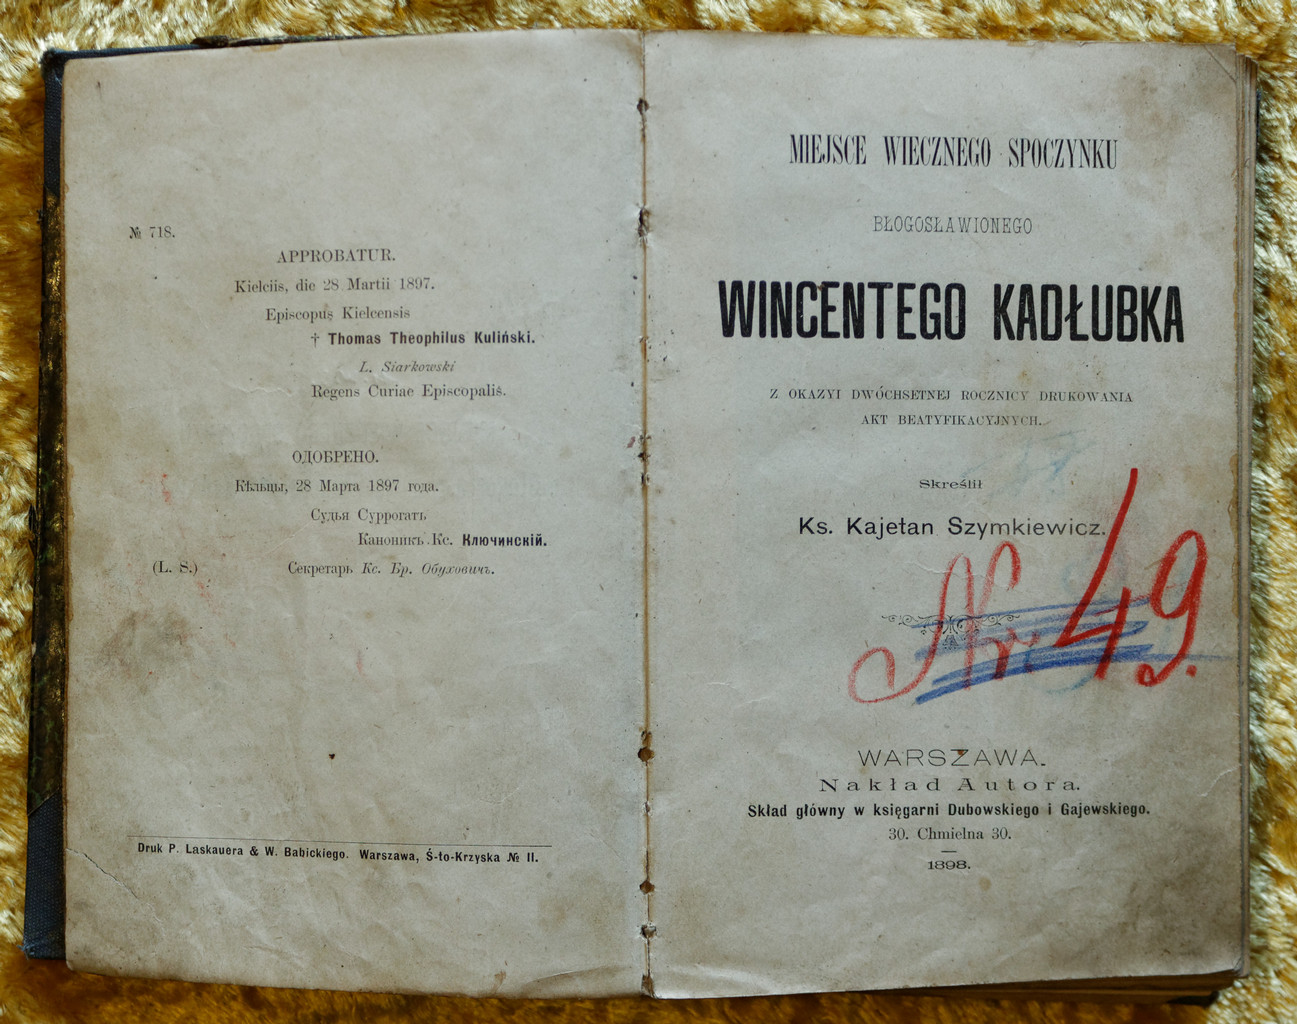 № 718.
APPROBATUR.
Kielciis, die 28 Martii 1897.
Episcopus Kielcensis
† Thomas Theophilus Kuliński.
L. Siarkowski
Regens Curiae Episcopalis.
ОДОБРЕНО.
Кѣльцы, 28 Марта 1897 года.
Судья Суррогатъ
Каноникъ Кс. Ключинскій.
(L. S.)
Секретарь Кс. Бр. Обуховичъ.
Druk P. Laskauera & W. Babickiego. Warszawa, Ś-to-Krzyska № II.
MIEJSCE WIECZNEGO SPOCZYNKU
BŁOGOSŁAWIONEGO
WINCENTEGO KADŁUBKA
Z OKAZYI DWÓCHSETNEJ ROCZNICY DRUKOWANIA
AKT BEATYFIKACYJNYCH.
Skreślił
Ks. Kajetan Szymkiewicz.
Nr 49.
WARSZAWA.
Nakład Autora.
Skład główny w księgarni Dubowskiego i Gajewskiego.
30. Chmielna 30.
1898.